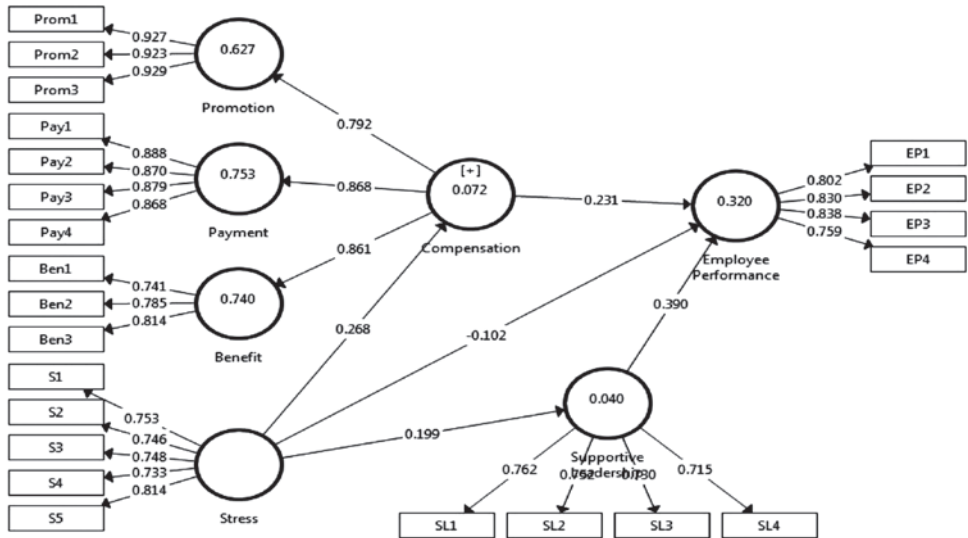 Prom1
Prom2
Prom3
0.927
0.923
0.929
0.627
Promotion
Pay1
Pay2
Pay3
Pay4
0.888
0.870
0.879
0.868
0.753
Payment
Ben1
Ben2
Ben3
0.741
0.785
0.814
0.740
Benefit
S1
S2
S3
S4
S5
0.753
0.746
0.748
0.733
0.814
Stress
0.792
0.868
0.861
0.268
[+]
0.072
Compensation
0.231
-0.102
0.199
0.390
0.320
Employee
Performance
0.802
0.830
0.838
0.759
EP1
EP2
EP3
EP4
0.040
Supportive
Leadership
0.762
0.715
SL1
SL2
SL3
SL4